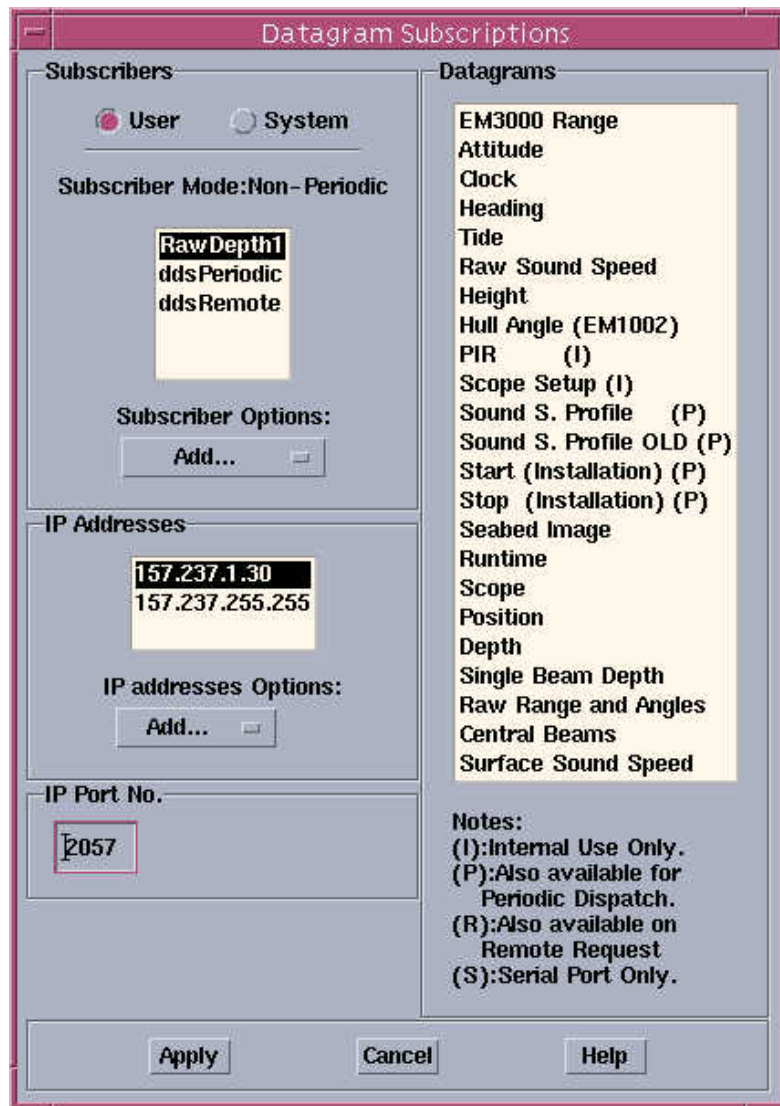 Datagram Subscriptions
Subscribers
User
System
Subscriber Mode:Non-Periodic
RawDepth1
ddsPeriodic
ddsRemote
Subscriber Options:
Add...
IP Addresses
157.237.1.30
157.237.255.255
IP addresses Options:
Add...
IP Port No.
2057
Datagrams
EM3000 Range
Attitude
Clock
Heading
Tide
Raw Sound Speed
Height
Hull Angle (EM1002)
PIR (I)
Scope Setup (I)
Sound S. Profile (P)
Sound S. Profile OLD (P)
Start (Installation) (P)
Stop (Installation) (P)
Seabed Image
Runtime
Scope
Position
Depth
Single Beam Depth
Raw Range and Angles
Central Beams
Surface Sound Speed
Notes:
(I):Internal Use Only.
(P):Also available for
Periodic Dispatch.
(R):Also available on
Remote Request
(S):Serial Port Only.
Apply
Cancel
Help